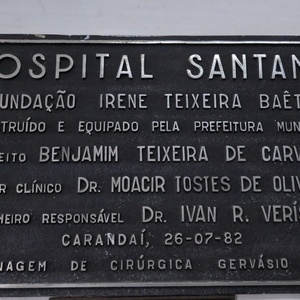 OSPITAL SANTAN
UNDAÇÃO IRENE TEIXEIRA BAÊT
TRUÍDO E EQUIPADO PELA PREFEITURA MUN
EITO BENJAMIM TEIXEIRA DE CARV
R CLÍNICO DR. MOACIR TOSTES DE OLIV
HEIRO RESPONSÁVEL DR. IVAN R. VERÍS
CARANDAÍ, 26-07-82
NAGEM DE CIRÚRGICA GERVÁSIO